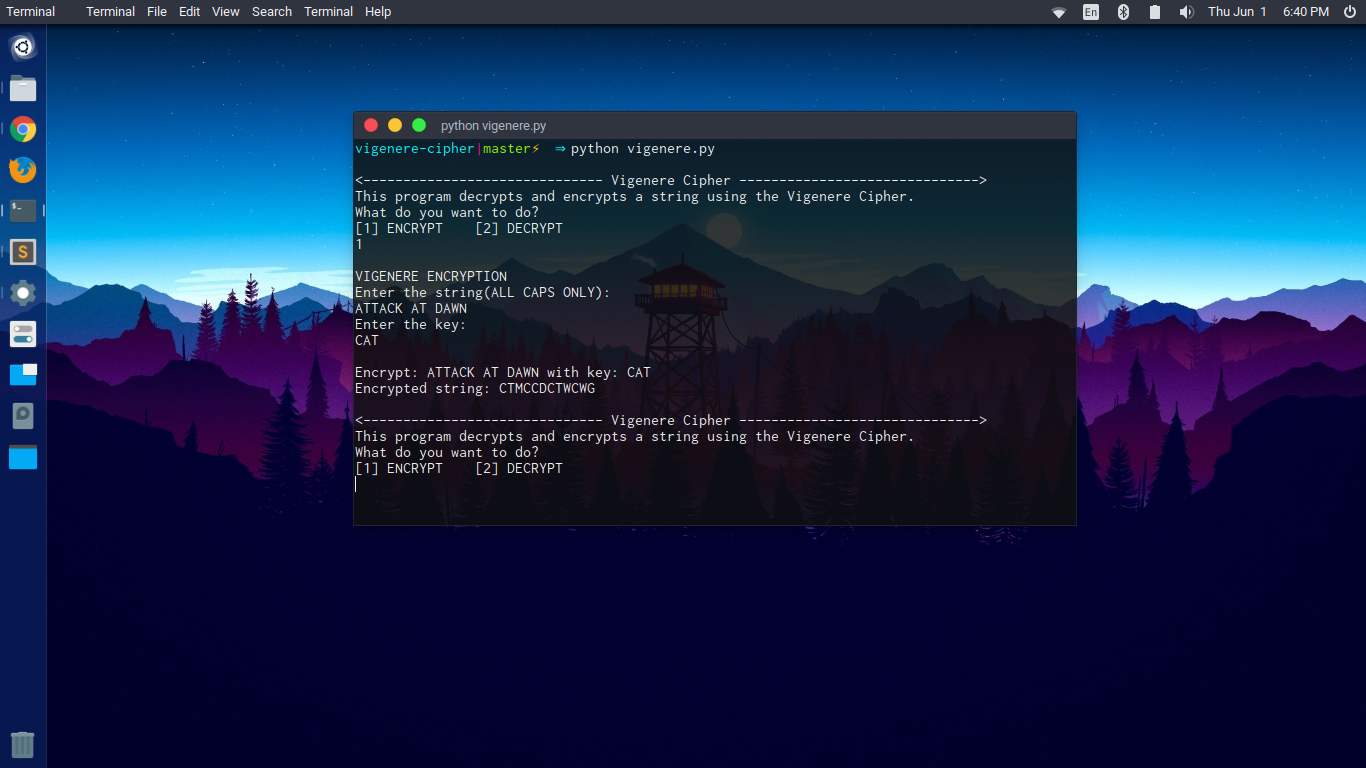 Terminal Terminal File Edit View Search Terminal Help En Thu Jun 1 6:40 PM
python vigenere.py
vigenere-cipher|master⚡ ⇒ python vigenere.py
<------------------------------ Vigenere Cipher ------------------------------>
This program decrypts and encrypts a string using the Vigenere Cipher.
What do you want to do?
[1] ENCRYPT    [2] DECRYPT
1
VIGENERE ENCRYPTION
Enter the string(ALL CAPS ONLY):
ATTACK AT DAWN
Enter the key:
CAT
Encrypt: ATTACK AT DAWN with key: CAT
Encrypted string: CTMCCDCTWCWG
<------------------------------ Vigenere Cipher ------------------------------>
This program decrypts and encrypts a string using the Vigenere Cipher.
What do you want to do?
[1] ENCRYPT    [2] DECRYPT